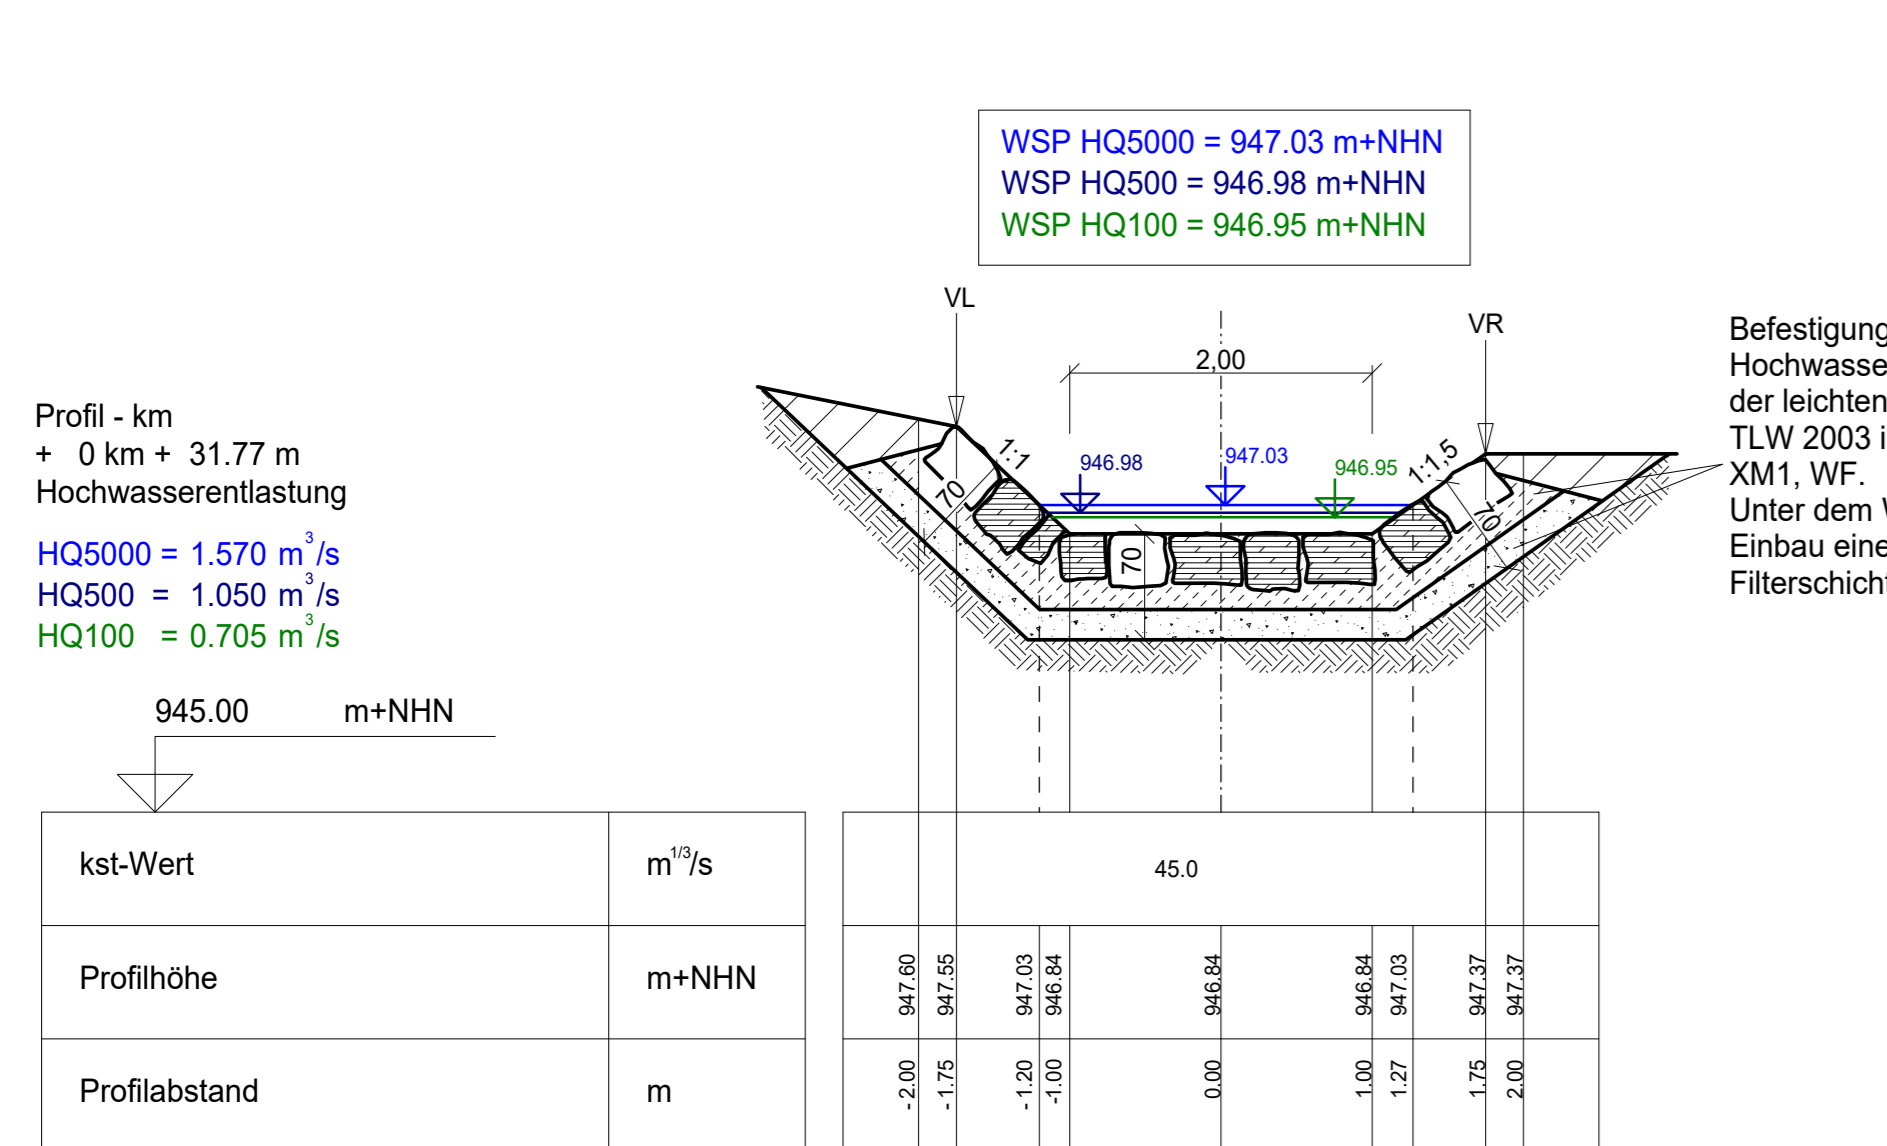 WSP HQ5000 = 947.03 m+NHN
WSP HQ500 = 946.98 m+NHN
WSP HQ100 = 946.95 m+NHN
VL
VR
2,00
1:1
1:1,5
946.98
947.03
946.95
70
70
70
Befestigung
Hochwasse
der leichten
TLW 2003 i
XM1, WF.
Unter dem
Einbau eine
Filterschicht
Profil - km
+ 0 km + 31.77 m
Hochwasserentlastung
HQ5000 = 1.570 m³/s
HQ500 = 1.050 m³/s
HQ100 = 0.705 m³/s
945.00 m+NHN
kst-Wert m^1/3/s 45.0
Profilhöhe m+NHN 947.60 947.55 947.03 946.84 946.84 946.84 947.03 947.37 947.37
Profilabstand m -2.00 -1.75 -1.20 -1.00 0.00 1.00 1.27 1.75 2.00